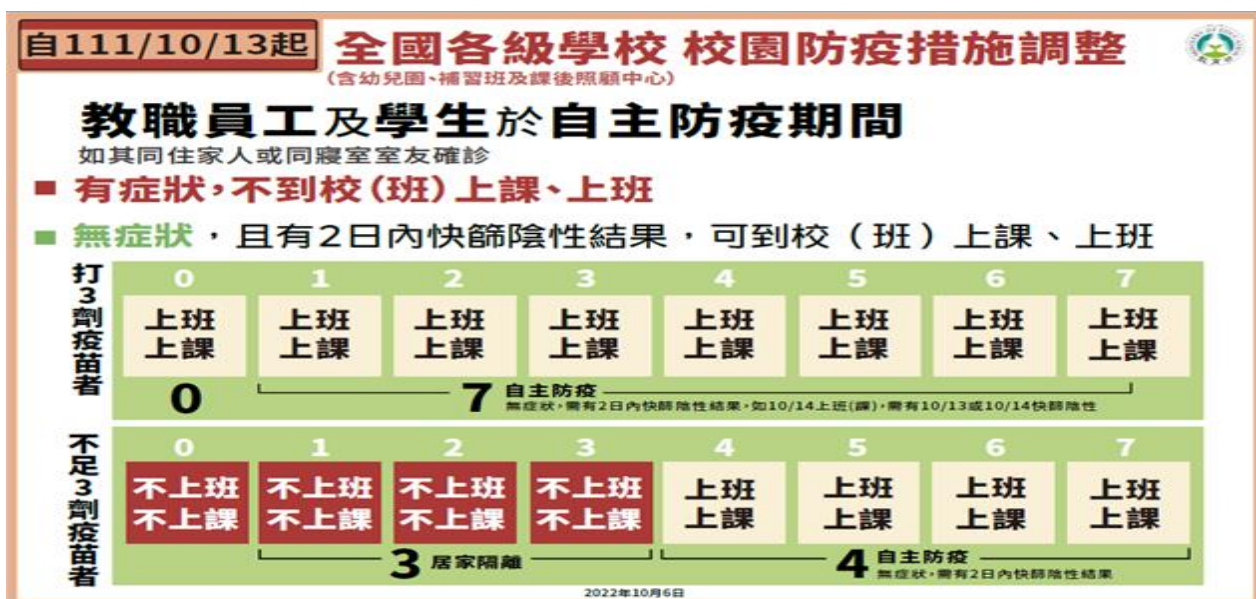 自111/10/13起
全國各級學校 校園防疫措施調整
(含幼兒園、補習班及課後照顧中心)
教職員工及學生於自主防疫期間
如其同住家人或同寢室室友確診
有症狀,不到校(班)上課、上班
無症狀,且有2日內快篩陰性結果,可到校(班)上課、上班
打3劑疫苗者
0 1 2 3 4 5 6 7
上班 上班 上班 上班 上班 上班 上班 上班
上課 上課 上課 上課 上課 上課 上課 上課
0 7 自主防疫
無症狀,需有2日內快篩陰性結果,如10/14上班(課),需有10/13或10/14快篩陰性
不足3劑疫苗者
0 1 2 3 4 5 6 7
不上班 不上班 不上班 不上班 上班 上班 上班 上班
不上課 不上課 不上課 不上課 上課 上課 上課 上課
3 居家隔離 4 自主防疫
無症狀,需有2日內快篩陰性結果
2022年10月6日